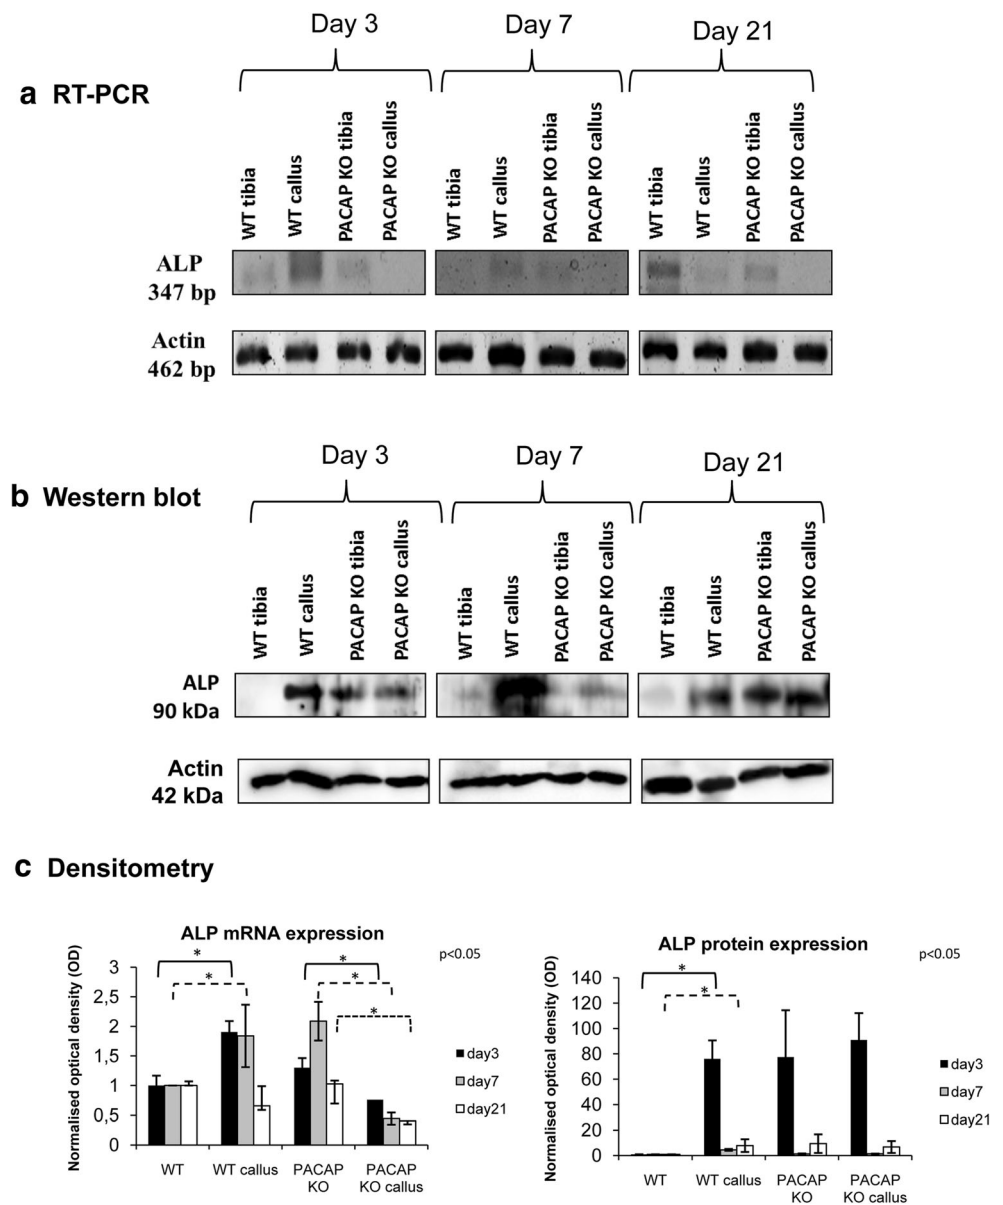 Day 3
Day 7
Day 21
a RT-PCR
WT tibia
WT callus
PACAP KO tibia
PACAP KO callus
WT tibia
WT callus
PACAP KO tibia
PACAP KO callus
WT tibia
WT callus
PACAP KO tibia
PACAP KO callus
ALP
347 bp
Actin
462 bp
Day 3
Day 7
Day 21
b Western blot
WT tibia
WT callus
PACAP KO tibia
PACAP KO callus
WT tibia
WT callus
PACAP KO tibia
PACAP KO callus
WT tibia
WT callus
PACAP KO tibia
PACAP KO callus
ALP
90 kDa
Actin
42 kDa
c Densitometry
ALP mRNA expression
p<0.05
Normalised optical density (OD)
3
2,5
2
1,5
1
0,5
0
*
*
*
*
*
day3
day7
day21
WT
WT callus
PACAP
KO
PACAP
KO callus
ALP protein expression
p<0.05
Normalised optical density (OD)
140
120
100
80
60
40
20
0
*
*
day3
day7
day21
WT
WT callus
PACAP
KO
PACAP
KO callus